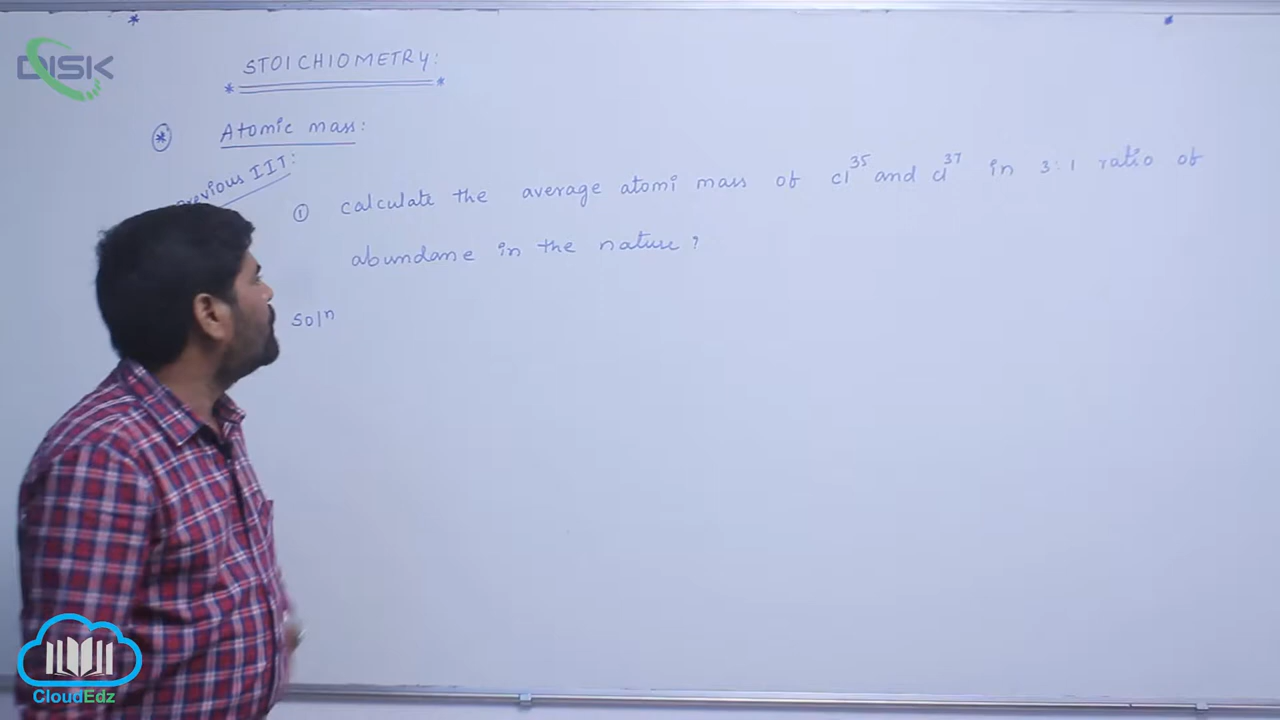 DISK
STOICHIOMETRY:
Atomic mass:
Previous IIT:
① calculate the average atomi mass of cl³⁵ and cl³⁷ in 3:1 ratio of
abundane in the nature?
Solⁿ
CloudEdz